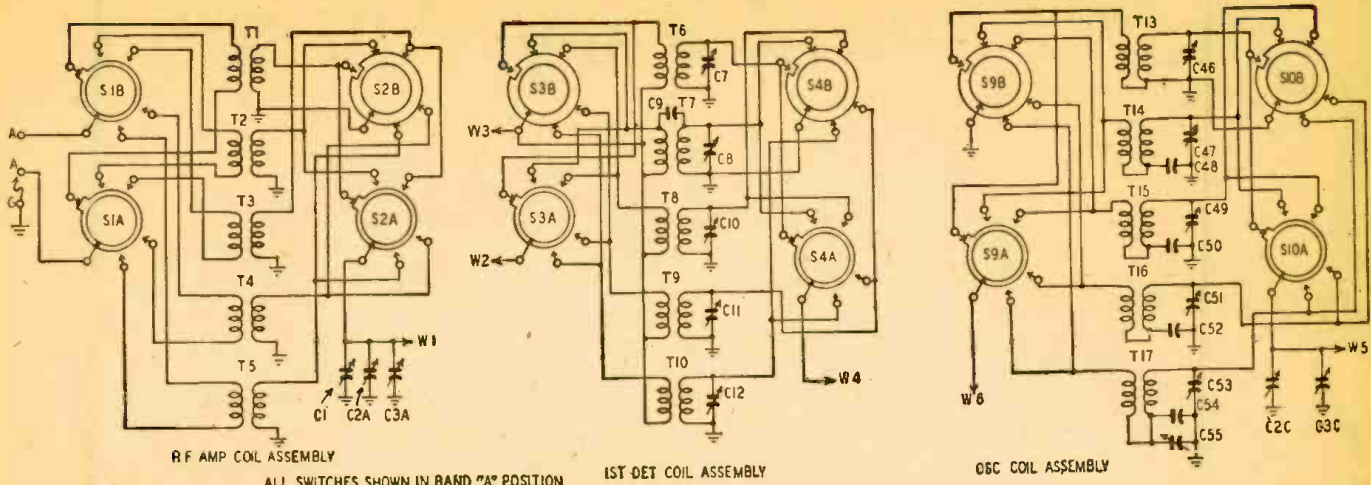 T1
S1B
S2B
A
T2
A
G
S1A
T3
S2A
T4
W1
T5
C1
C2A
C3A
RF AMP COIL ASSEMBLY
ALL SWITCHES SHOWN IN BAND "A" POSITION
T6
S3B
C7
S4B
W3
C9
T7
C8
S3A
T8
C10
S4A
W2
T9
C11
T10
C12
W4
1ST DET COIL ASSEMBLY
T13
S9B
C46
S10B
T14
C47
C48
T15
C49
S9A
C50
S10A
T16
C51
C52
W5
T17
C53
W6
C54
C55
C2C
C3C
OSC COIL ASSEMBLY